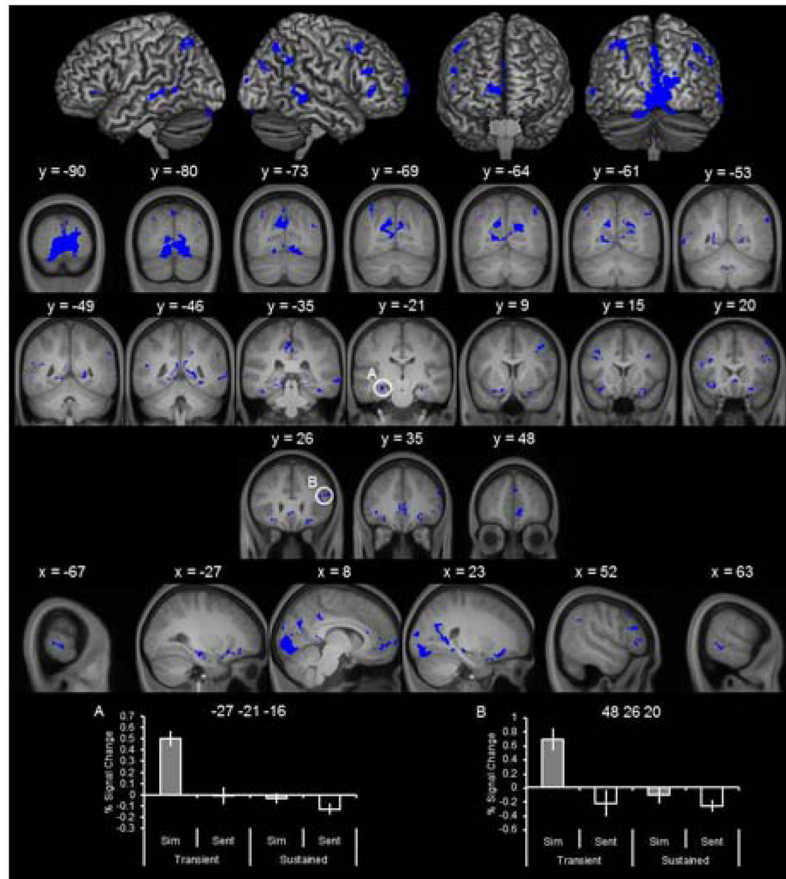 y = -90 y = -80 y = -73 y = -69 y = -64 y = -61 y = -53
y = -49 y = -46 y = -35 y = -21 y = 9 y = 15 y = 20
A
y = 26 y = 35 y = 48
B
x = -67 x = -27 x = 8 x = 23 x = 52 x = 63
A -27 -21 -16
% Signal Change
0.7
0.6
0.5
0.4
0.3
0.2
0.1
0
-0.1
-0.2
-0.3
Sim Sent Sim Sent
Transient Sustained
B 48 26 20
% Signal Change
1
0.8
0.6
0.4
0.2
0
-0.2
-0.4
-0.6
Sim Sent Sim Sent
Transient Sustained